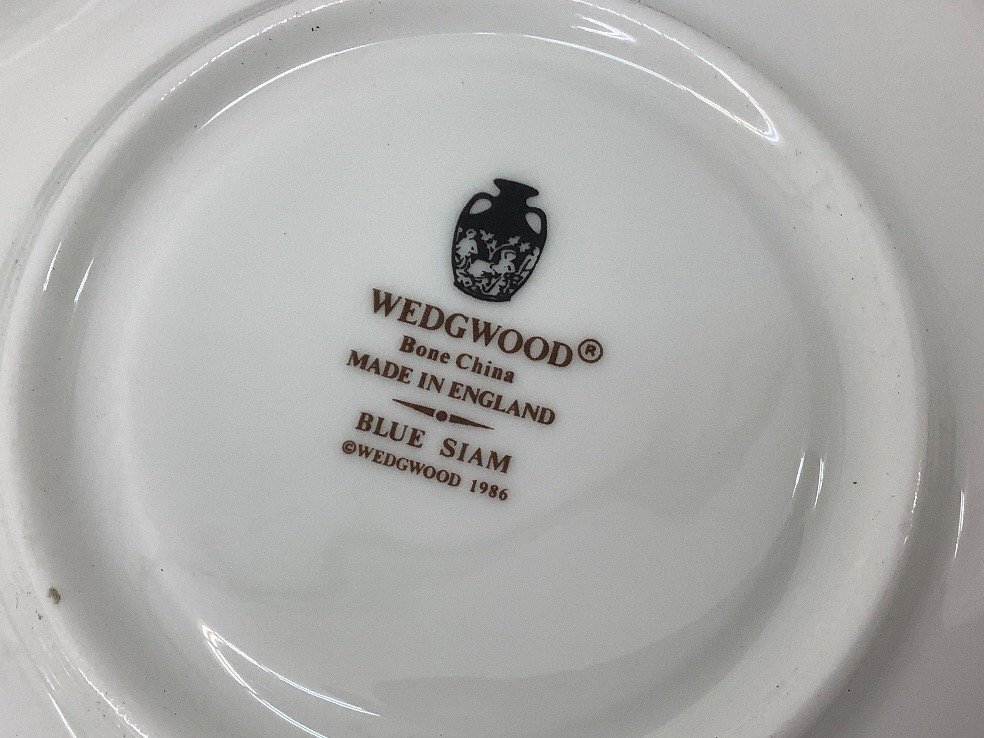 WEDGWOOD®
Bone China
MADE IN ENGLAND
BLUE SIAM
©WEDGWOOD 1986